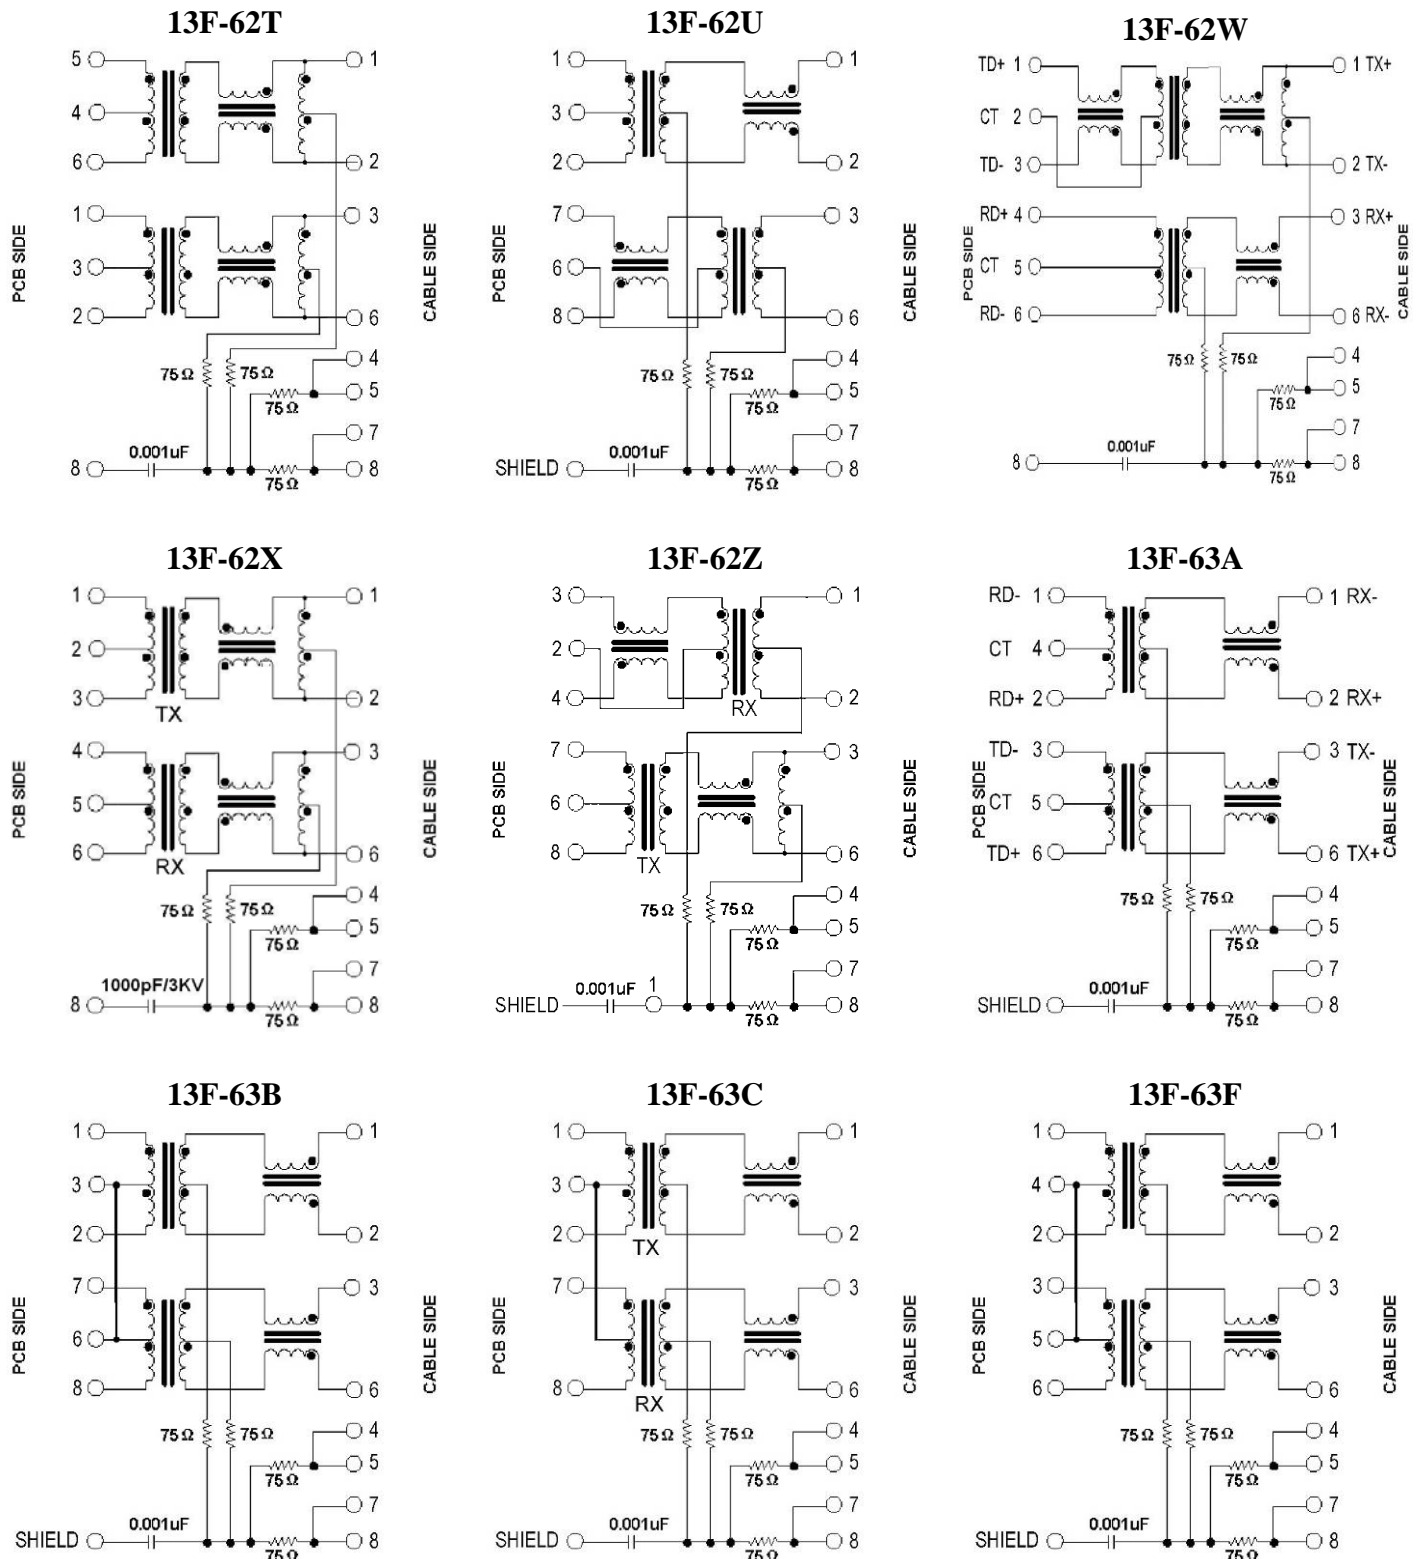 13F-62T
5
4
6
1
3
2
PCB SIDE
1
2
3
6
4
5
7
8
CABLE SIDE
75Ω
75Ω
75Ω
8
0.001uF
75Ω
13F-62U
1
3
2
7
6
8
PCB SIDE
1
2
3
6
4
5
7
8
CABLE SIDE
75Ω
75Ω
75Ω
SHIELD
0.001uF
75Ω
13F-62W
TD+ 1
CT 2
TD- 3
RD+ 4
CT 5
RD- 6
PCB SIDE
1 TX+
2 TX-
3 RX+
6 RX-
4
5
7
8
CABLE SIDE
75Ω
75Ω
75Ω
8
0.001uF
75Ω
13F-62X
1
2
3
TX
4
5
6
RX
PCB SIDE
1
2
3
6
4
5
7
8
CABLE SIDE
75Ω
75Ω
75Ω
8
1000pF/3KV
75Ω
13F-62Z
3
2
4
RX
7
6
8
TX
PCB SIDE
1
2
3
6
4
5
7
8
CABLE SIDE
75Ω
75Ω
75Ω
SHIELD
0.001uF
1
75Ω
13F-63A
RD- 1
CT 4
RD+ 2
TD- 3
CT 5
TD+ 6
PCB SIDE
1 RX-
2 RX+
3 TX-
6 TX+
4
5
7
8
CABLE SIDE
75Ω
75Ω
75Ω
SHIELD
0.001uF
75Ω
13F-63B
1
3
2
7
6
8
PCB SIDE
1
2
3
6
4
5
7
8
CABLE SIDE
75Ω
75Ω
75Ω
SHIELD
0.001uF
75Ω
13F-63C
1
3
2
TX
7
8
RX
PCB SIDE
1
2
3
6
4
5
7
8
CABLE SIDE
75Ω
75Ω
75Ω
SHIELD
0.001uF
75Ω
13F-63F
1
4
2
3
5
6
PCB SIDE
1
2
3
6
4
5
7
8
CABLE SIDE
75Ω
75Ω
75Ω
SHIELD
0.001uF
75Ω